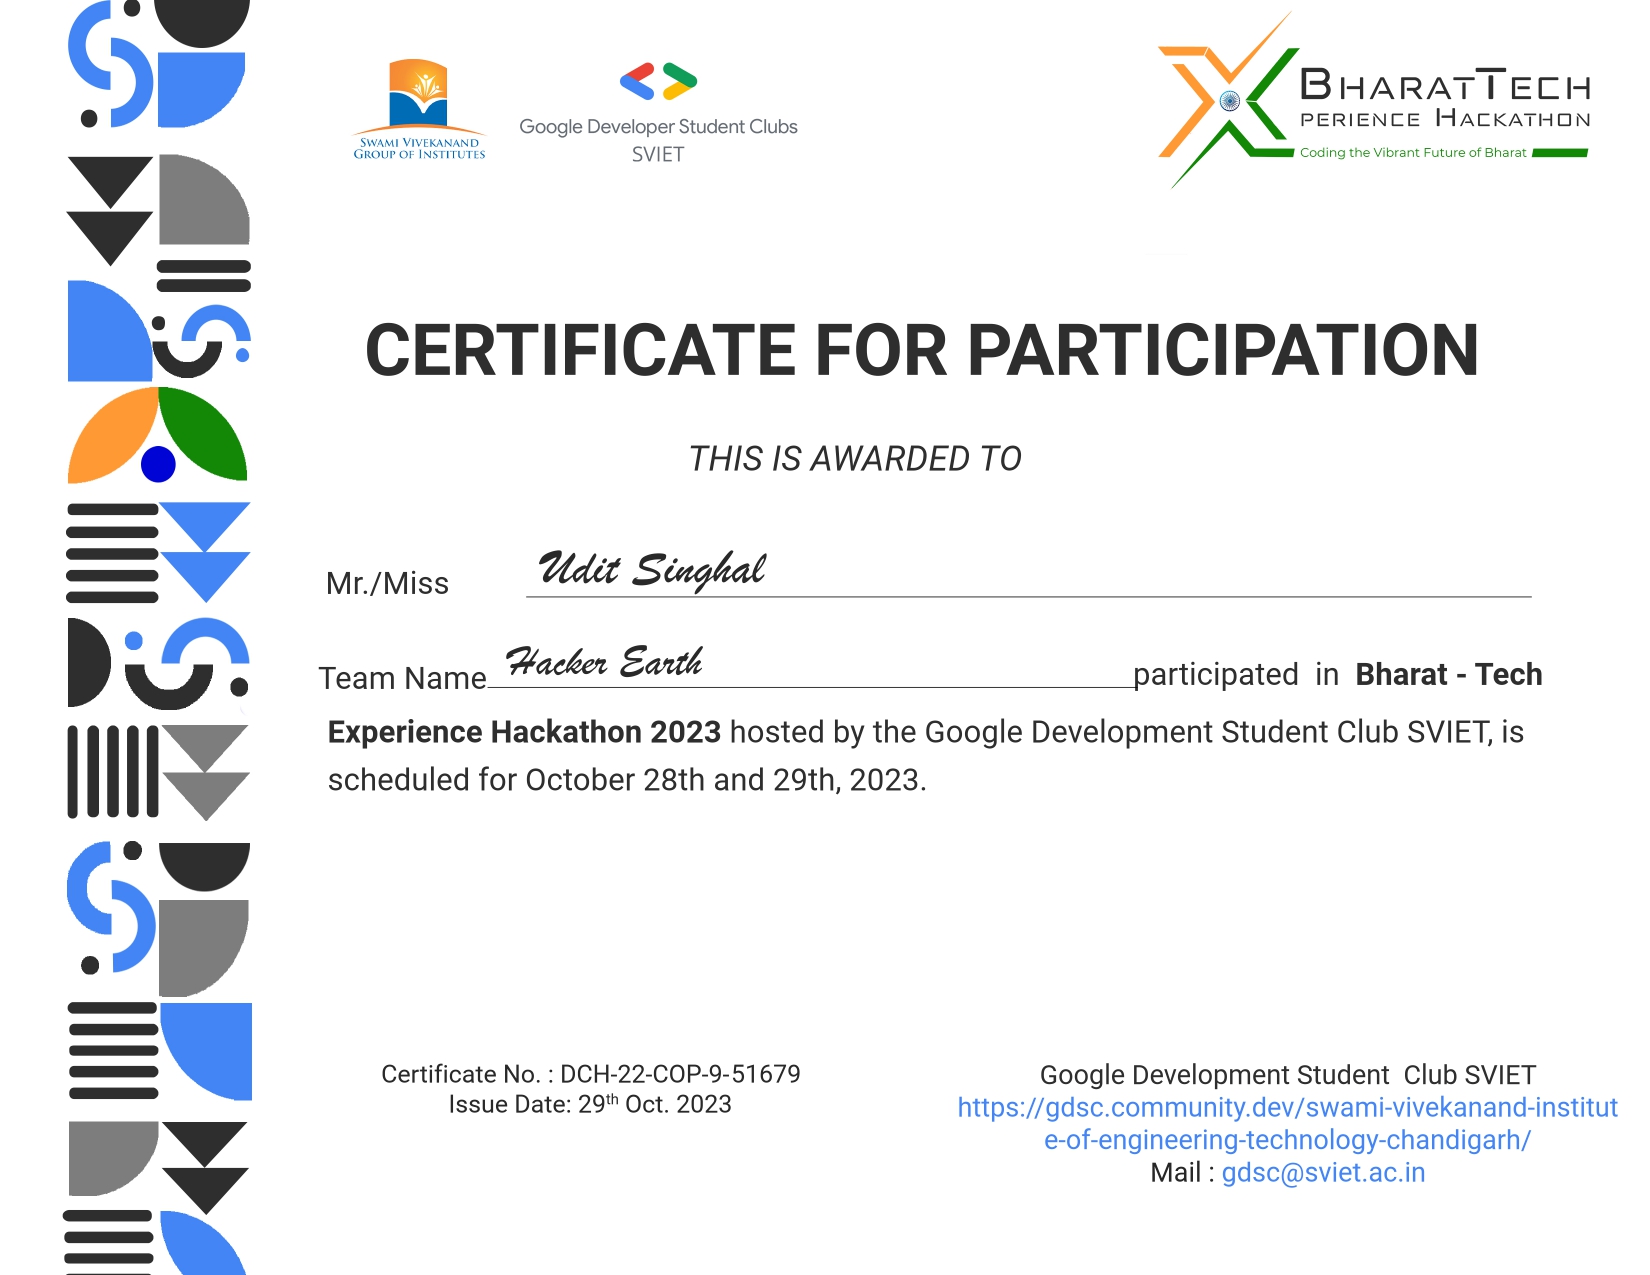 SWAMI VIVEKANAND
GROUP OF INSTITUTES
Google Developer Student Clubs
SVIET
BHARATTECH
PERIENCE HACKATHON
Coding the Vibrant Future of Bharat
CERTIFICATE FOR PARTICIPATION
THIS IS AWARDED TO
Mr./Miss Udit Singhal
Team Name Hacker Earth participated in Bharat - Tech
Experience Hackathon 2023 hosted by the Google Development Student Club SVIET, is
scheduled for October 28th and 29th, 2023.
Certificate No. : DCH-22-COP-9-51679
Issue Date: 29th Oct. 2023
Google Development Student Club SVIET
https://gdsc.community.dev/swami-vivekanand-institut
e-of-engineering-technology-chandigarh/
Mail : gdsc@sviet.ac.in